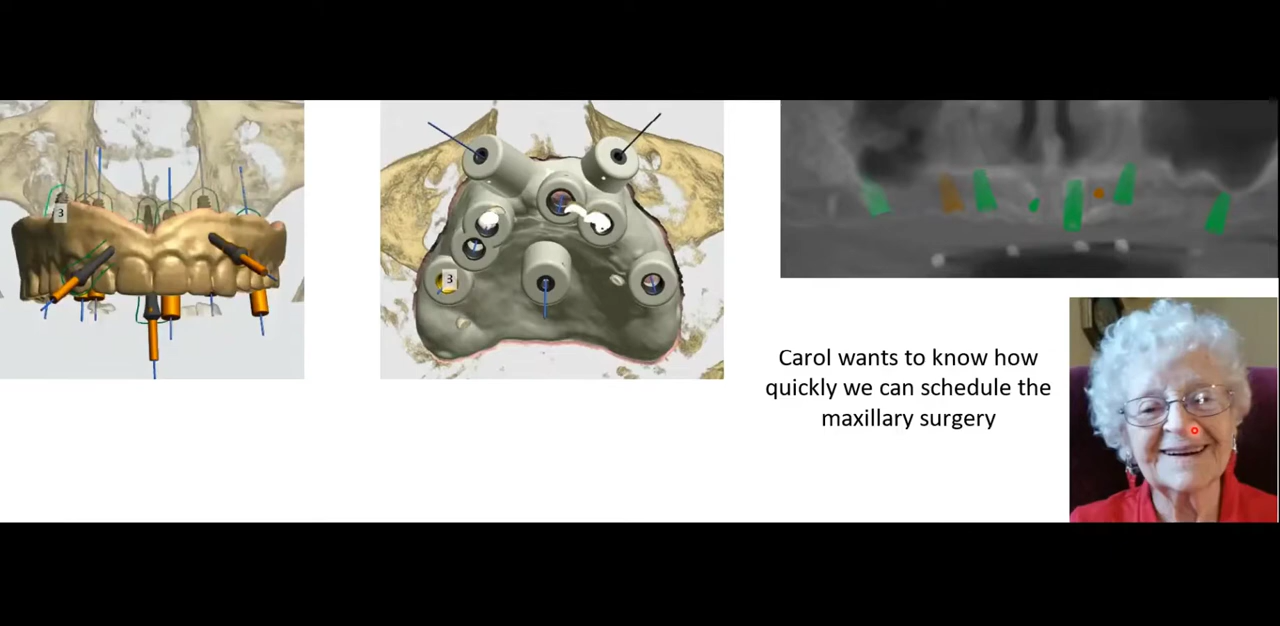 3
3
Carol wants to know how
quickly we can schedule the
maxillary surgery